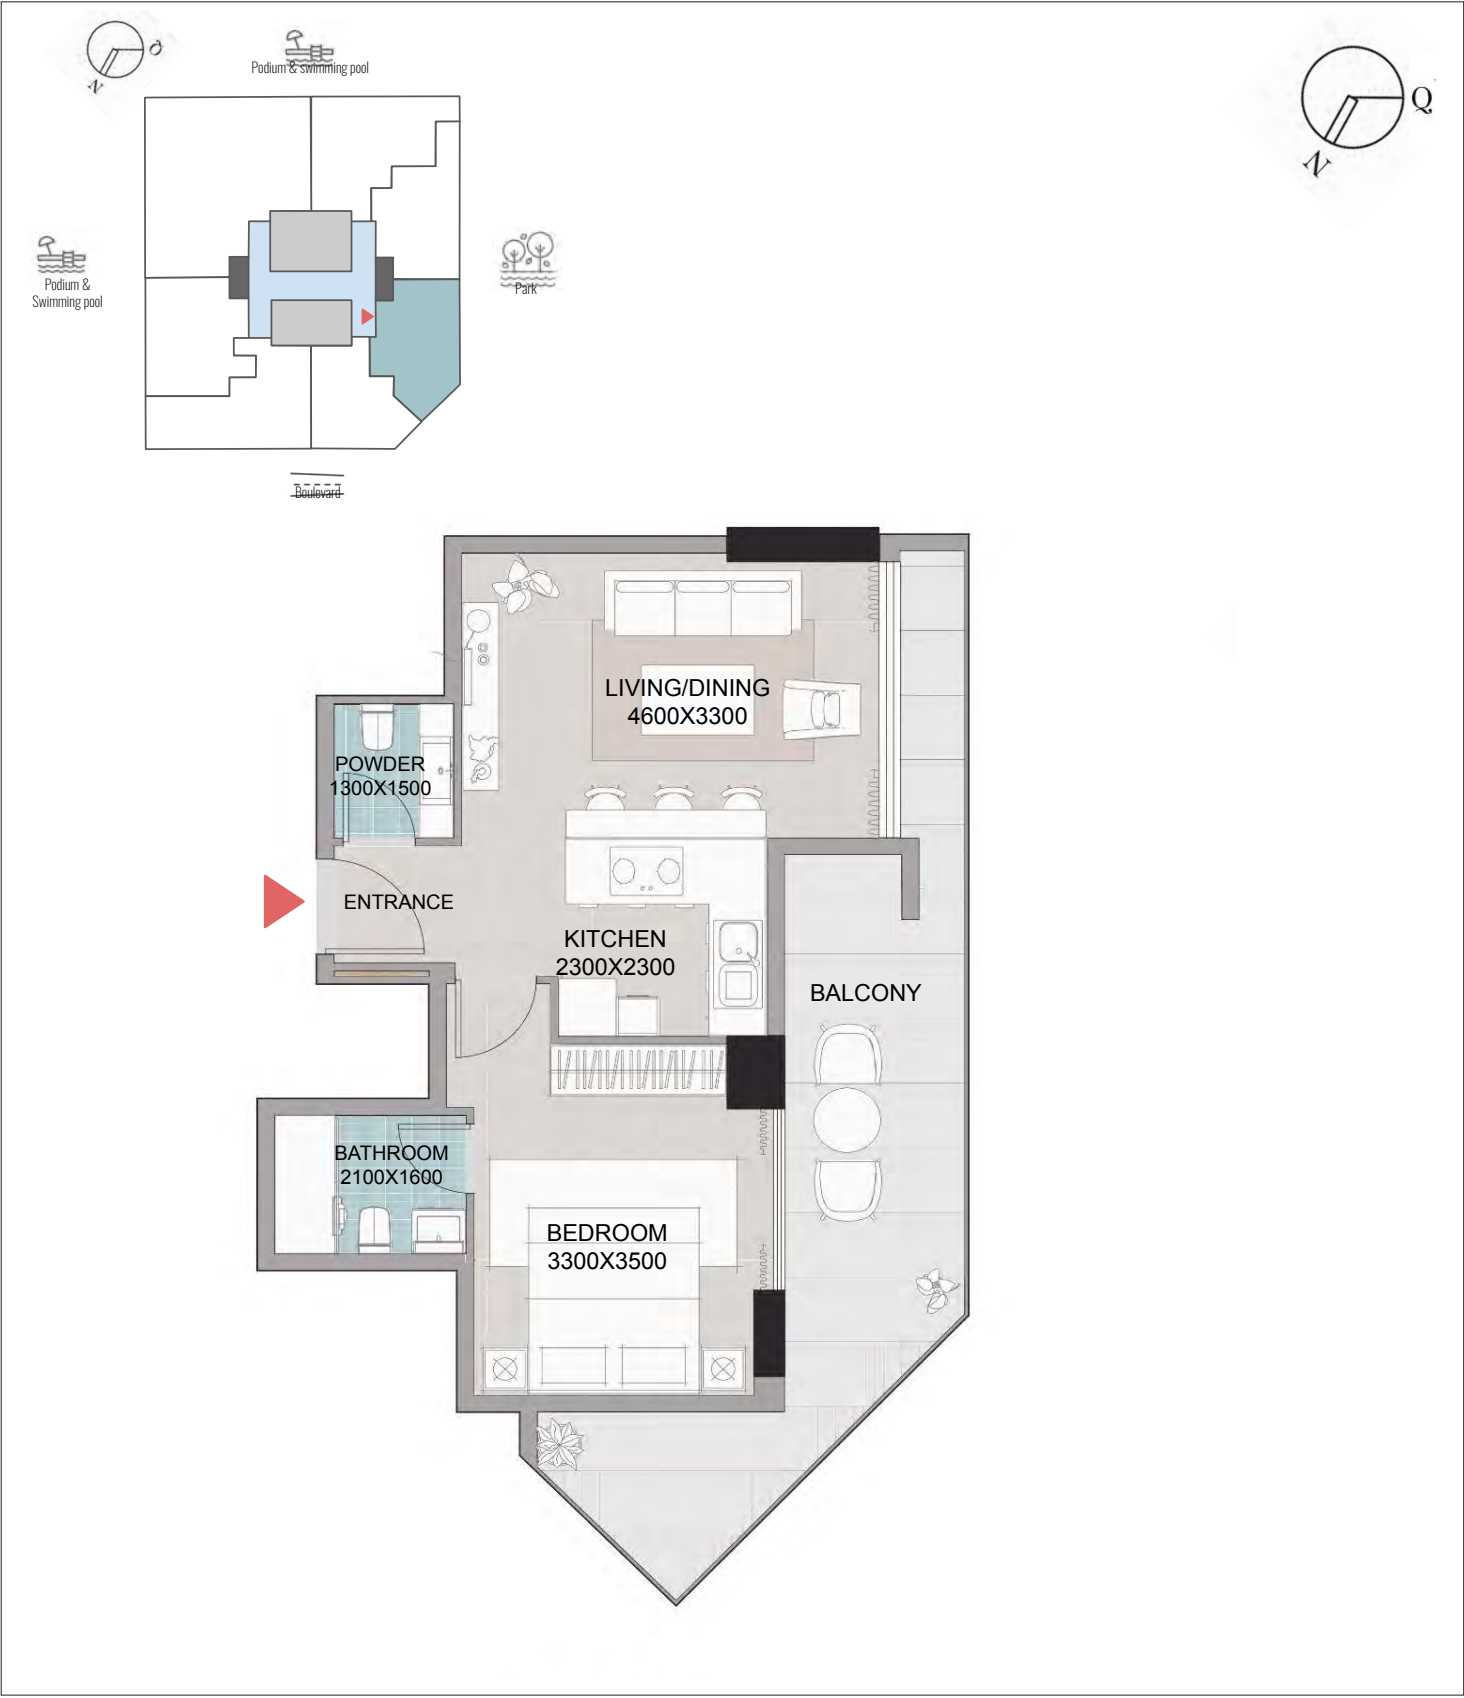 Podium & swimming pool
N
Q
N
Podium &
Swimming pool
Park
Boulevard
LIVING/DINING
4600X3300
POWDER
1300X1500
ENTRANCE
KITCHEN
2300X2300
BALCONY
BATHROOM
2100X1600
BEDROOM
3300X3500